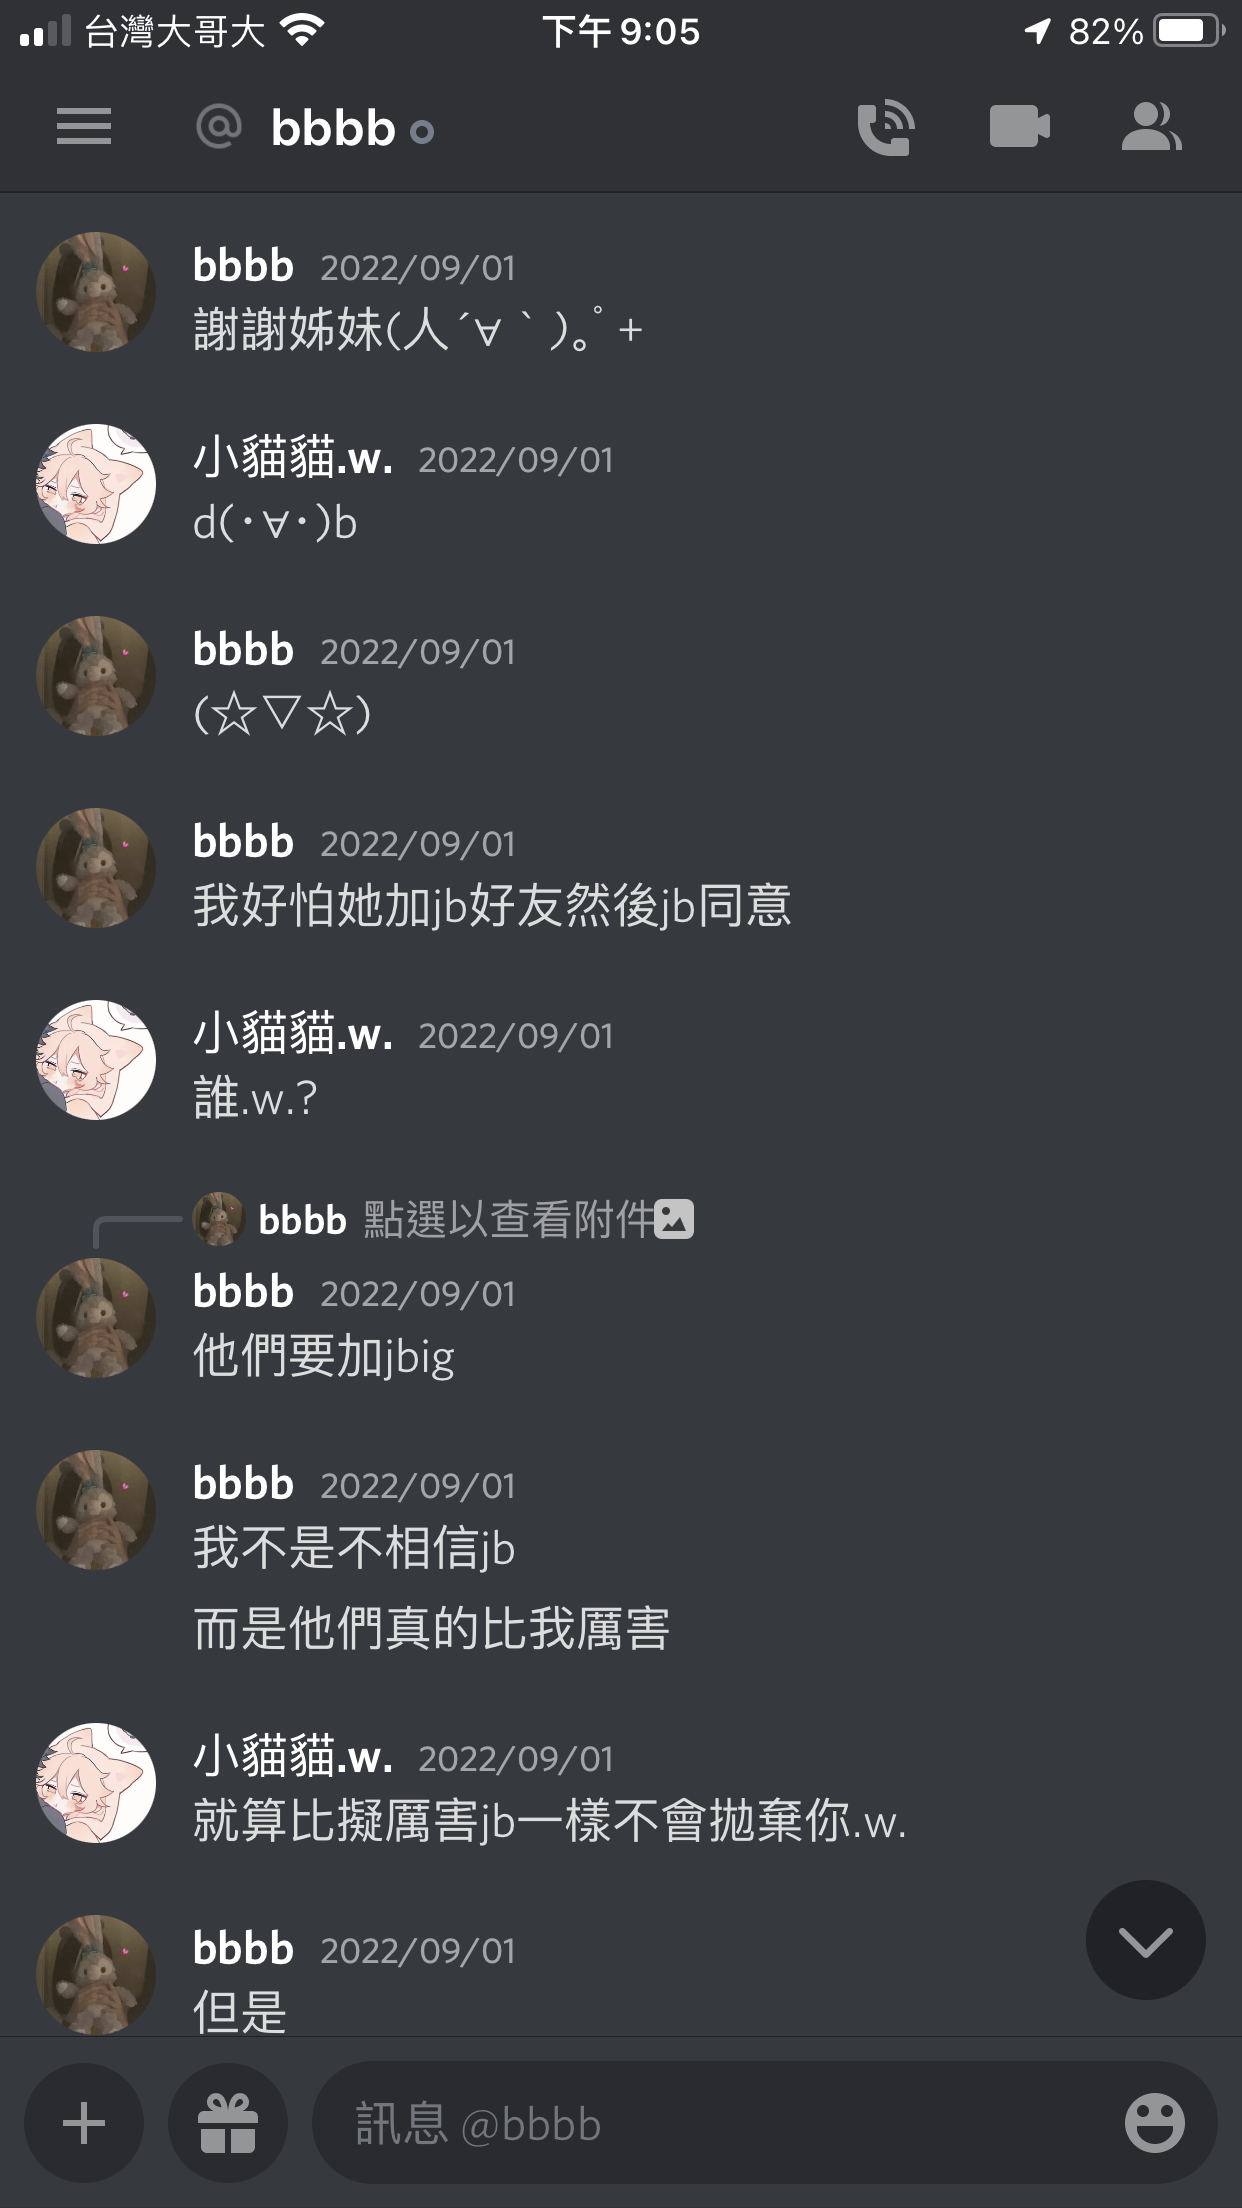 台灣大哥大 下午 9:05 82%
@ bbbb
bbbb 2022/09/01
謝謝姊妹(人´∀｀)｡ﾟ+
小貓貓.w. 2022/09/01
d(･∀･)b
bbbb 2022/09/01
(☆▽☆)
bbbb 2022/09/01
我好怕她加jb好友然後jb同意
小貓貓.w. 2022/09/01
誰.w.?
bbbb 點選以查看附件
bbbb 2022/09/01
他們要加jbig
bbbb 2022/09/01
我不是不相信jb
而是他們真的比我厲害
小貓貓.w. 2022/09/01
就算比擬厲害jb一樣不會拋棄你.w.
bbbb 2022/09/01
但是
訊息 @bbbb